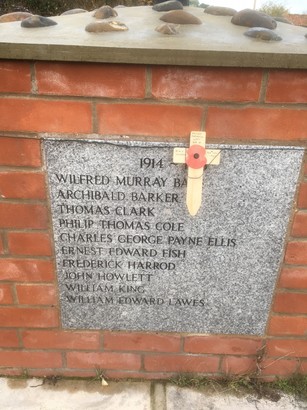 1914 -
WILFRED MURRAY
ARCHIBALD BARKER
THOMAS CLARK
PHILIP THOMAS COLE
CHARLES GEORGE PAYNE ELLIS
ERNEST EDWARD FISH
FREDERICK HARROD
JOHN HOWLETT
WILLIAM KING
WILLIAM EDWARD LAWES